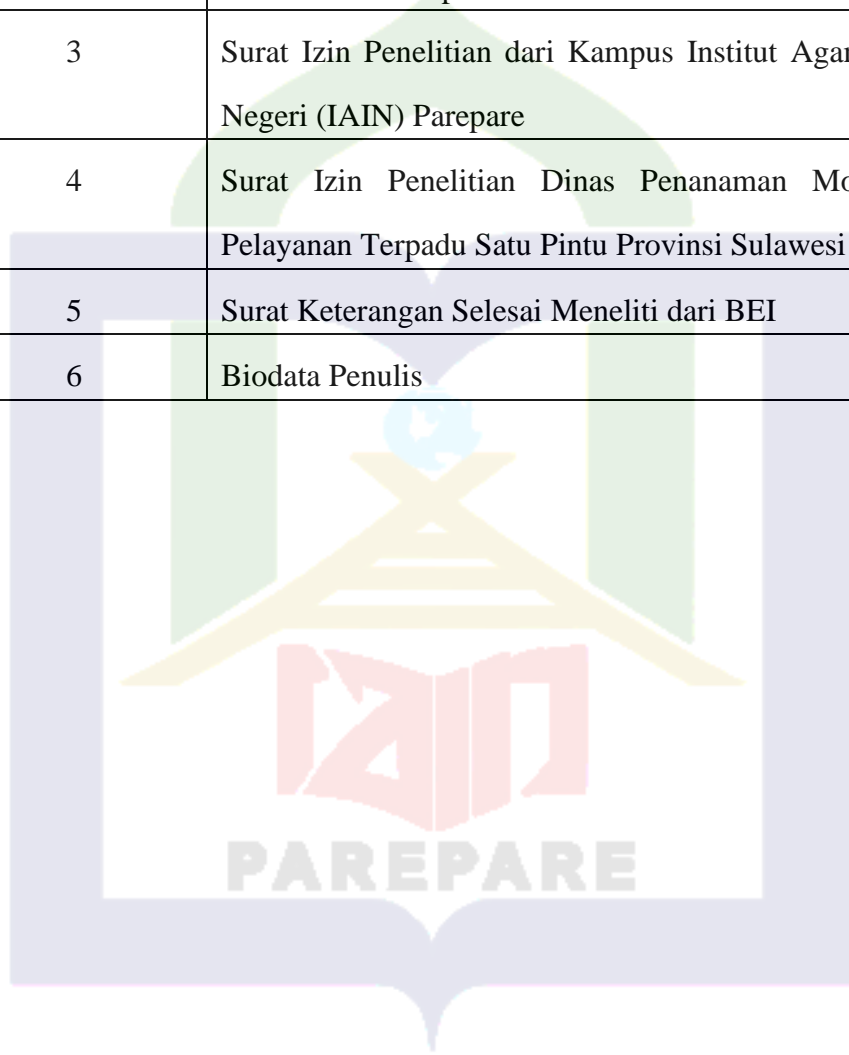 3
Surat Izin Penelitian dari Kampus Institut
Negeri (IAIN) Parepare
4
Surat Izin Penelitian Dinas Penanaman
Pelayanan Terpadu Satu Pintu Provinsi Sulawesi
5
Surat Keterangan Selesai Meneliti dari BEI
6
Biodata Penulis
iain
PAREPARE